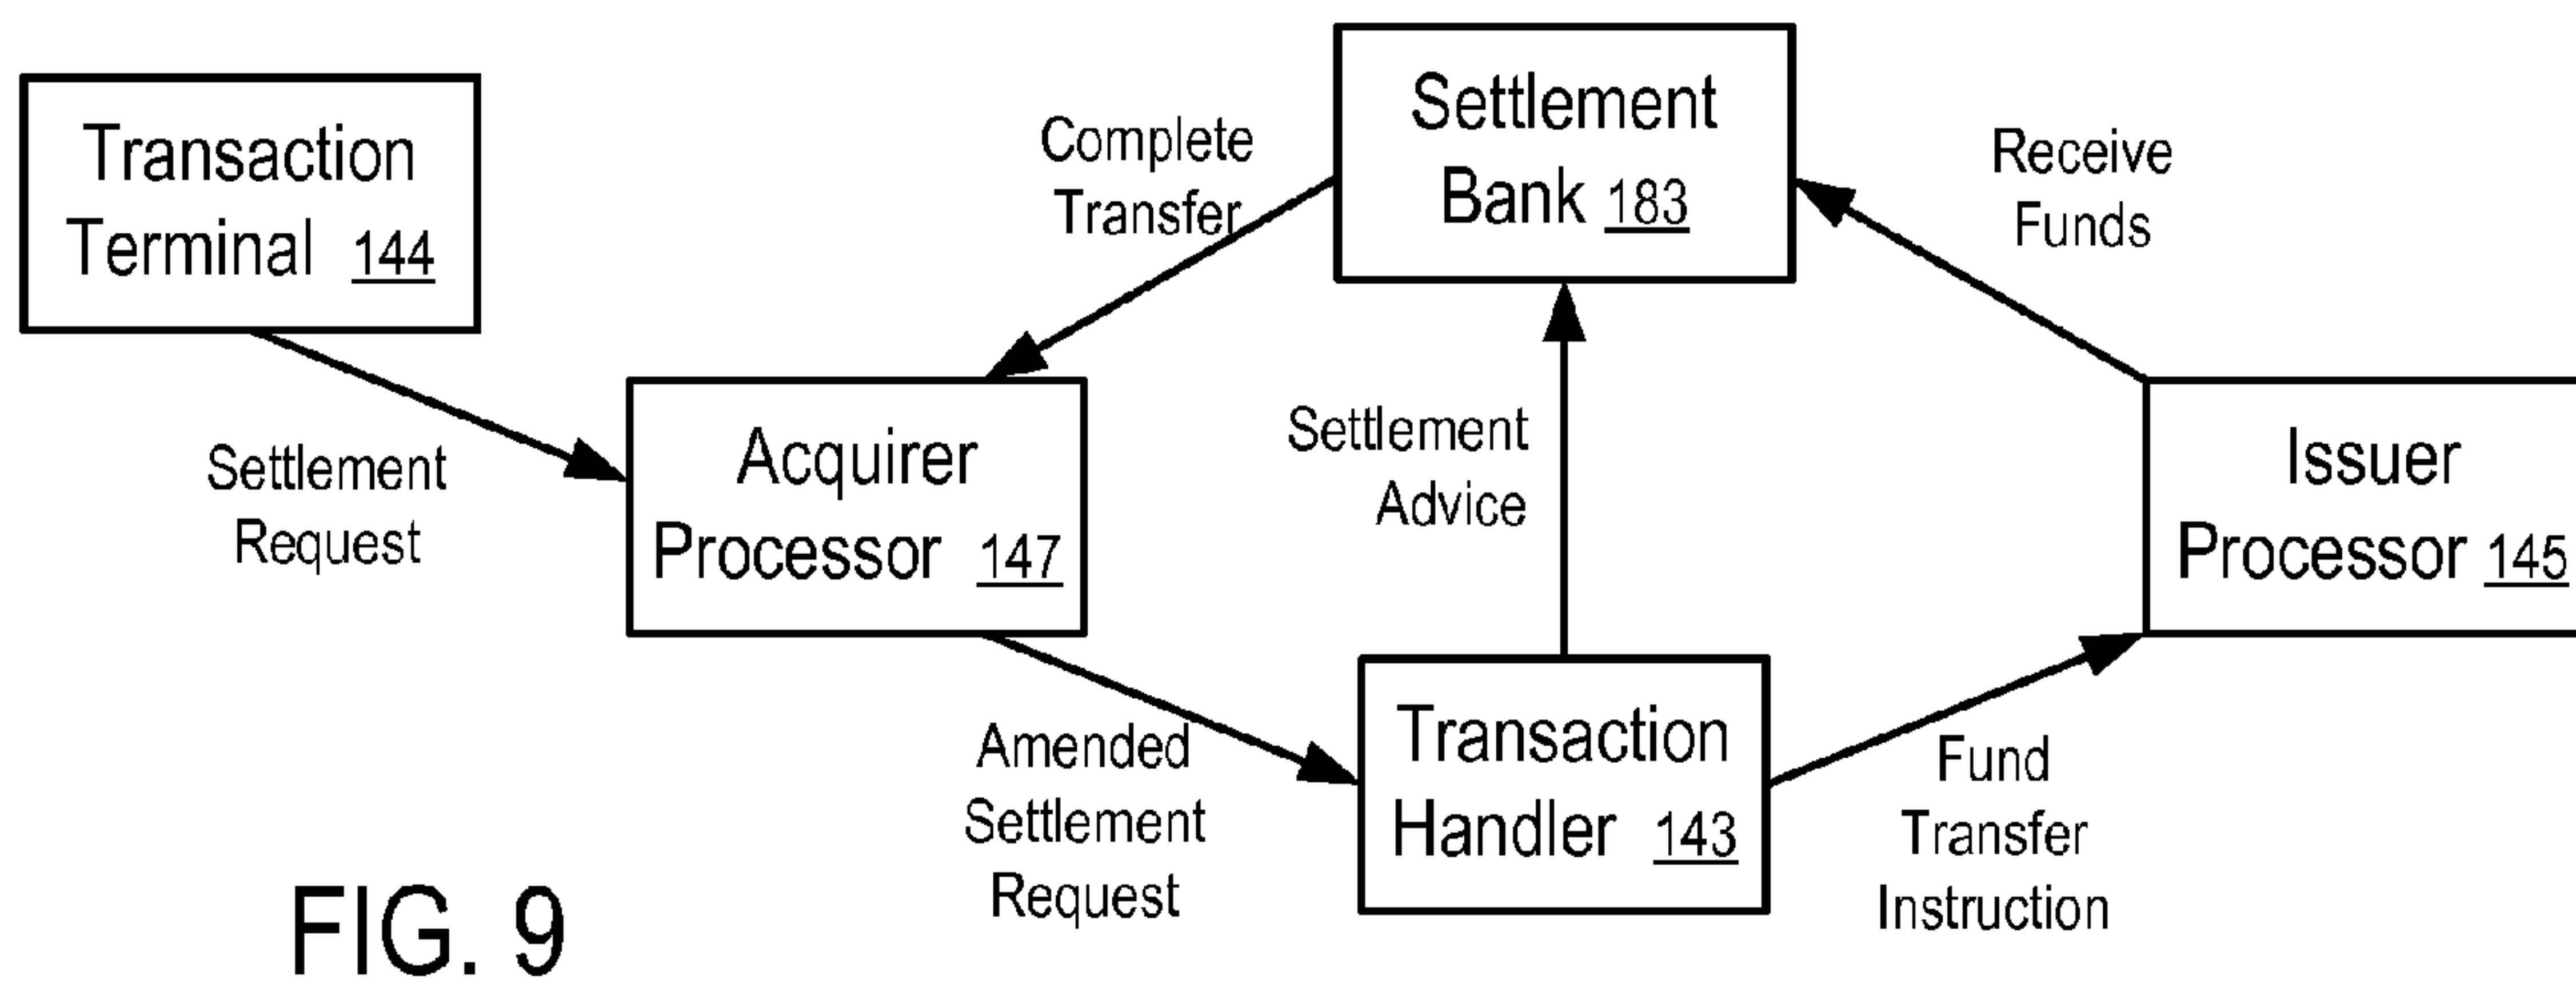 Transaction
Terminal 144
Settlement
Request
Complete
Transfer
Settlement
Bank 183
Receive
Funds
Acquirer
Processor 147
Settlement
Advice
Issuer
Processor 145
Amended
Settlement
Request
Transaction
Handler 143
Fund
Transfer
Instruction
FIG. 9